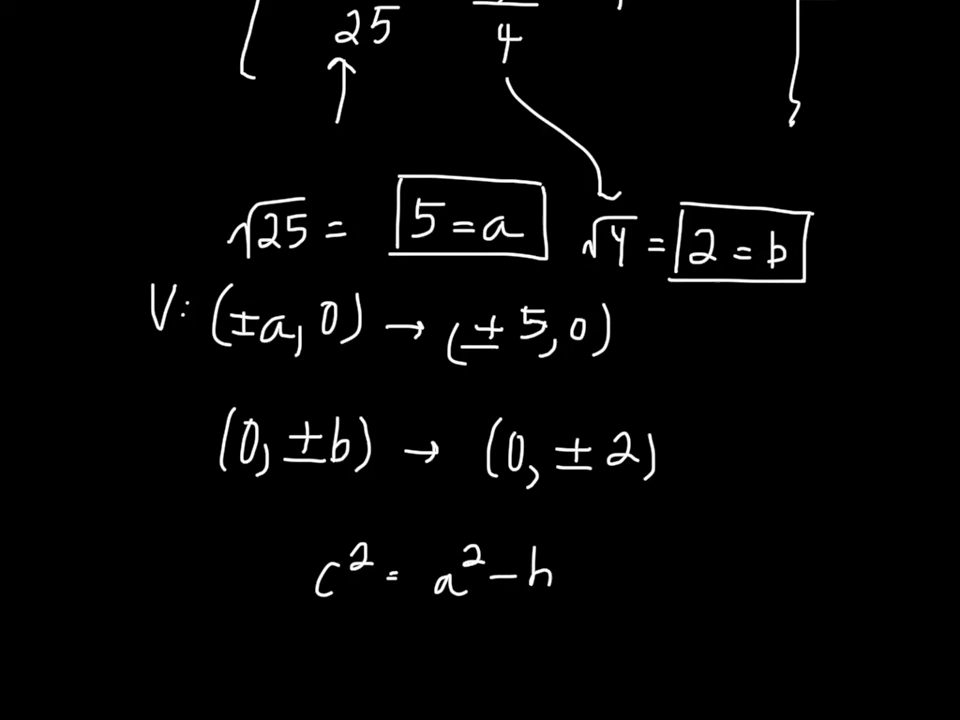 25 4
√25 = 5 = a √4 = 2 = b
V: (±a, 0) → (± 5, 0)
(0, ±b) → (0, ± 2)
c² = a² - h